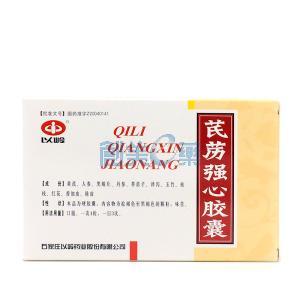 【批准文号】国药准字Z20040141
以岭
QILI
QIANGXIN
JIAONANG
芪苈强心胶囊
【成 份】黄芪、人参、黑顺片、丹参、葶苈子、泽泻、玉竹、桂枝、红花、香加皮、陈皮
【性 状】本品为硬胶囊，内容物为棕褐色至黑褐色的颗粒，味苦。
【用法用量】口服。一次4粒，一日3次。
石家庄以岭药业股份有限公司